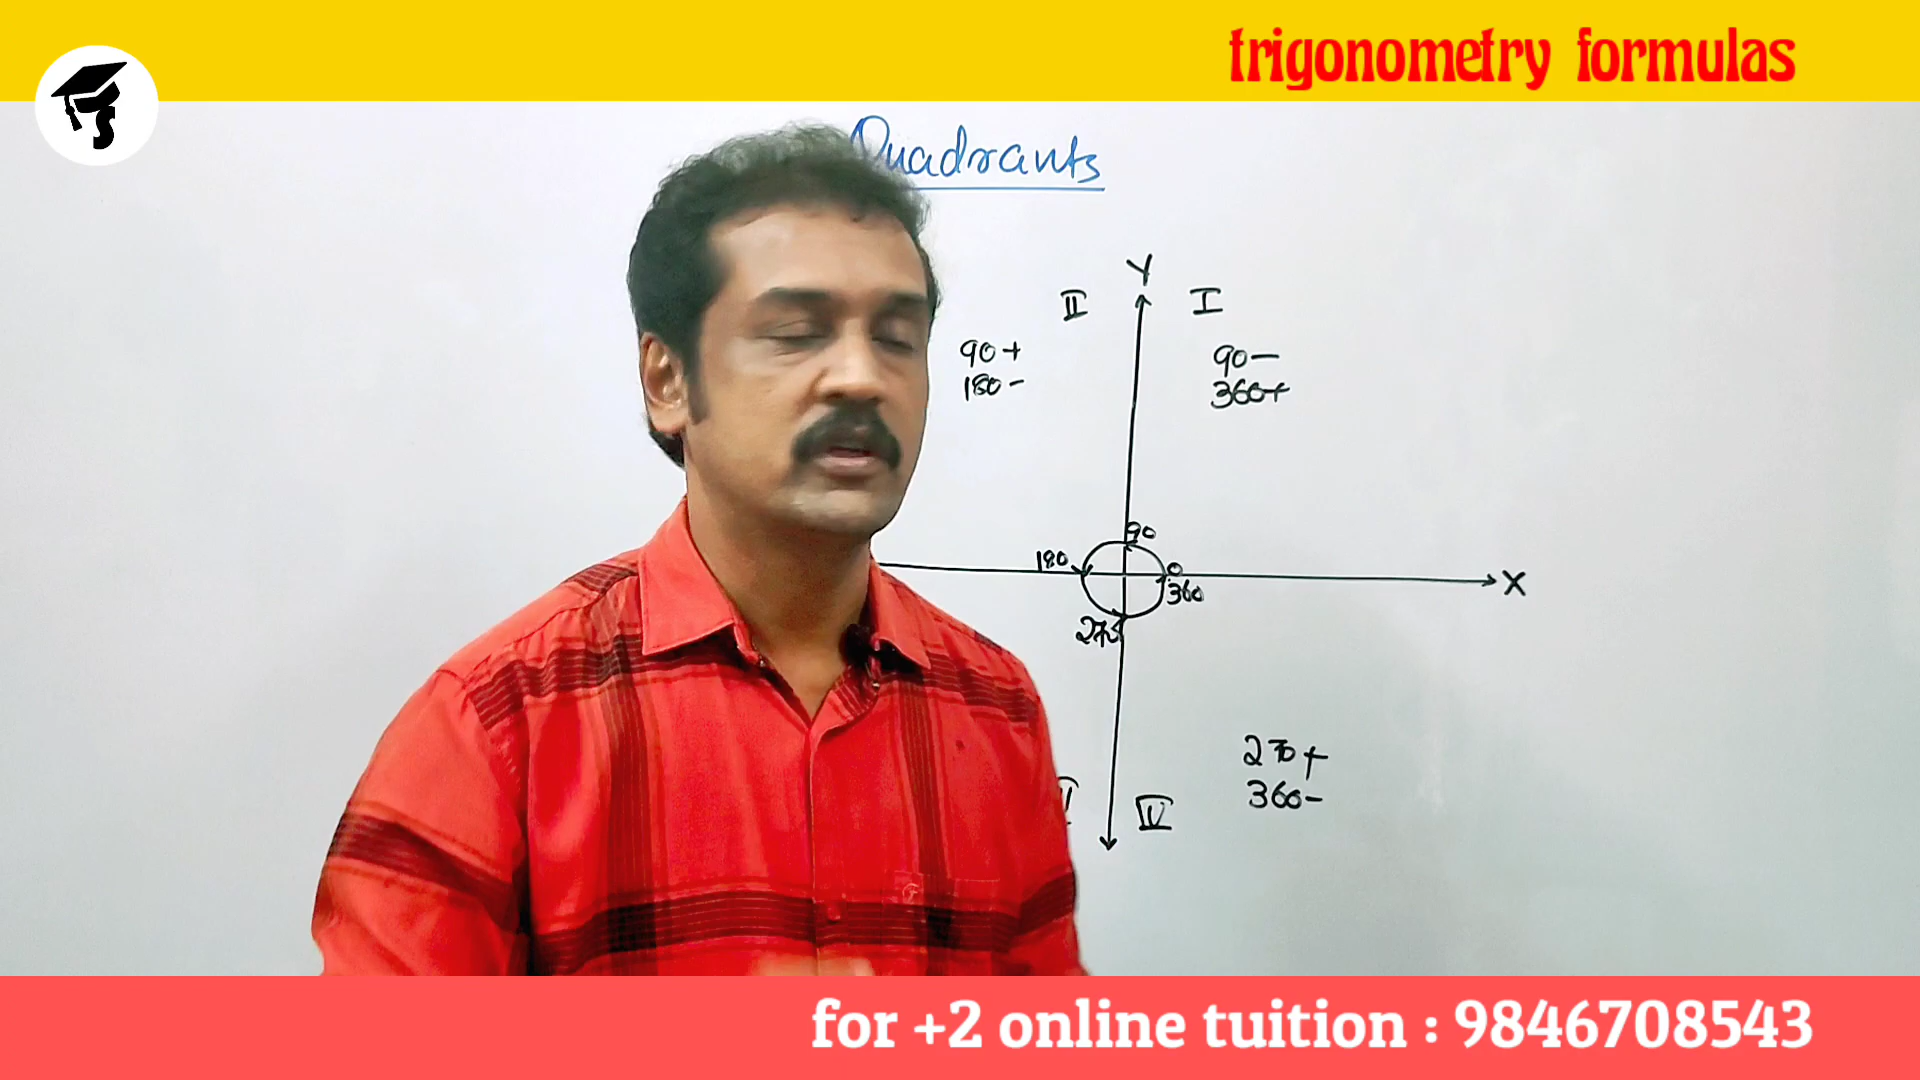 trigonometry formulas
Quadrants
Y
II I
90+ 90-
180- 360+
90
180 0
360 X
270
270+
360-
IV
for +2 online tuition : 9846708543